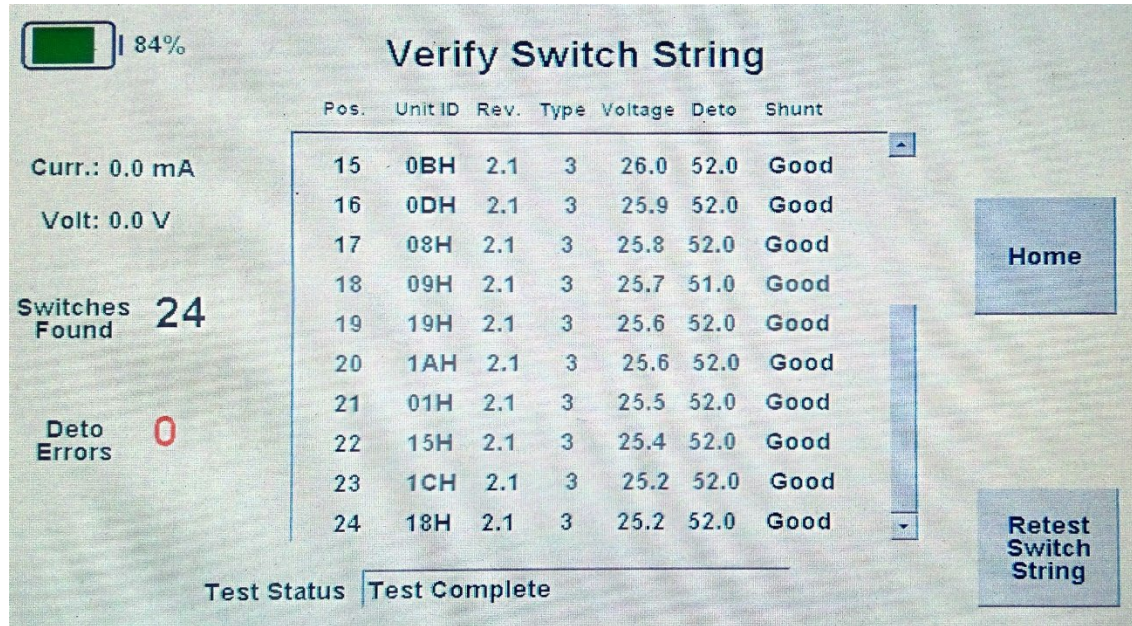 84%
Verify Switch String
Pos. Unit ID Rev. Type Voltage Deto Shunt
15 0BH 2.1 3 26.0 52.0 Good
16 0DH 2.1 3 25.9 52.0 Good
17 08H 2.1 3 25.8 52.0 Good
18 09H 2.1 3 25.7 51.0 Good
19 19H 2.1 3 25.6 52.0 Good
20 1AH 2.1 3 25.6 52.0 Good
21 01H 2.1 3 25.5 52.0 Good
22 15H 2.1 3 25.4 52.0 Good
23 1CH 2.1 3 25.2 52.0 Good
24 18H 2.1 3 25.2 52.0 Good
Curr.: 0.0 mA
Volt: 0.0 V
Switches
Found
24
Deto
Errors
0
Home
Retest
Switch
String
Test Status Test Complete